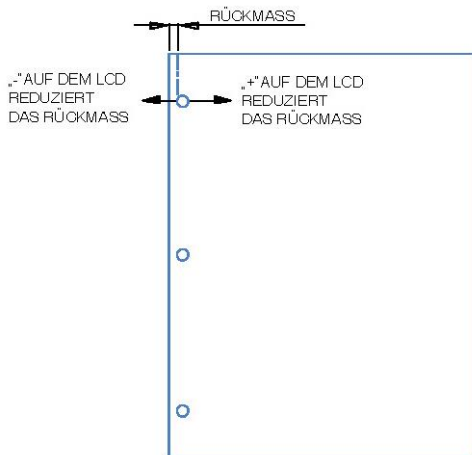 RÜCKMASS
„-“ AUF DEM LCD
REDUZIERT
DAS RÜCKMASS
„+“ AUF DEM LCD
REDUZIERT
DAS RÜCKMASS